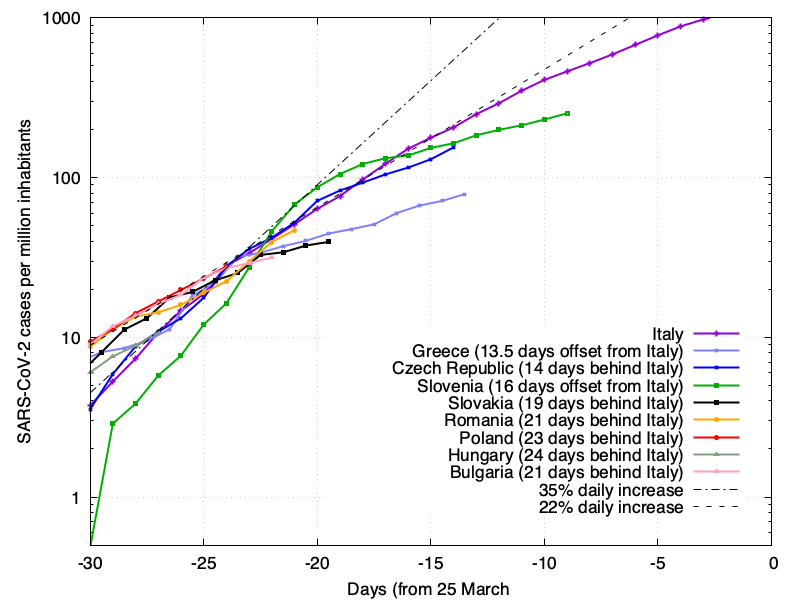 1000
100
10
1
SARS-CoV-2 cases per million inhabitants
Italy
Greece (13.5 days offset from Italy)
Czech Republic (14 days behind Italy)
Slovenia (16 days offset from Italy)
Slovakia (19 days behind Italy)
Romania (21 days behind Italy)
Poland (23 days behind Italy)
Hungary (24 days behind Italy)
Bulgaria (21 days behind Italy)
35% daily increase
22% daily increase
-30 -25 -20 -15 -10 -5 0
Days (from 25 March